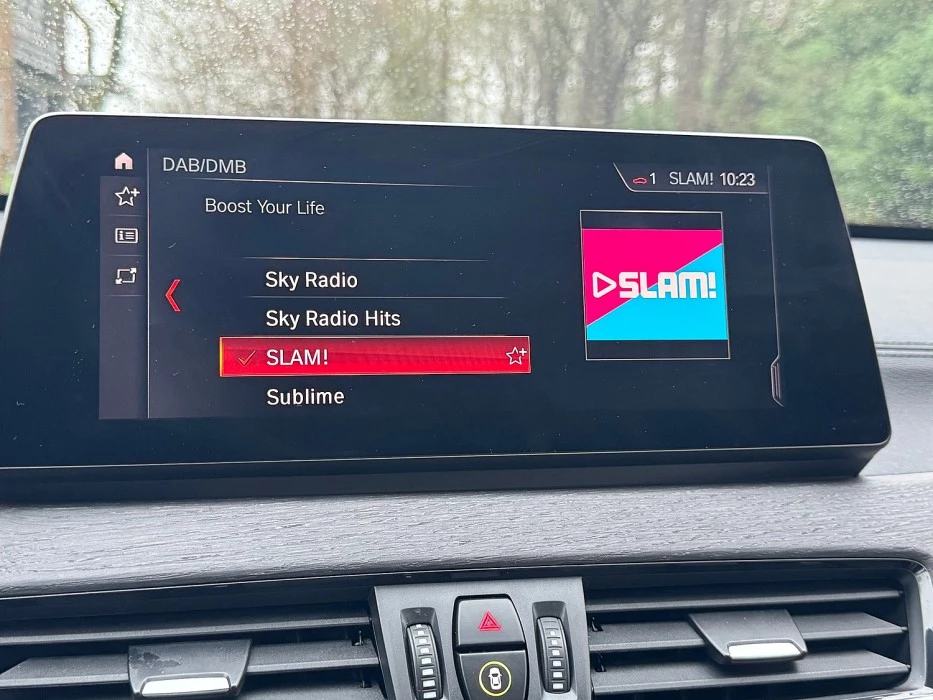 DAB/DMB
1 SLAM! 10:23
Boost Your Life
Sky Radio
Sky Radio Hits
SLAM!
Sublime
SLAM!